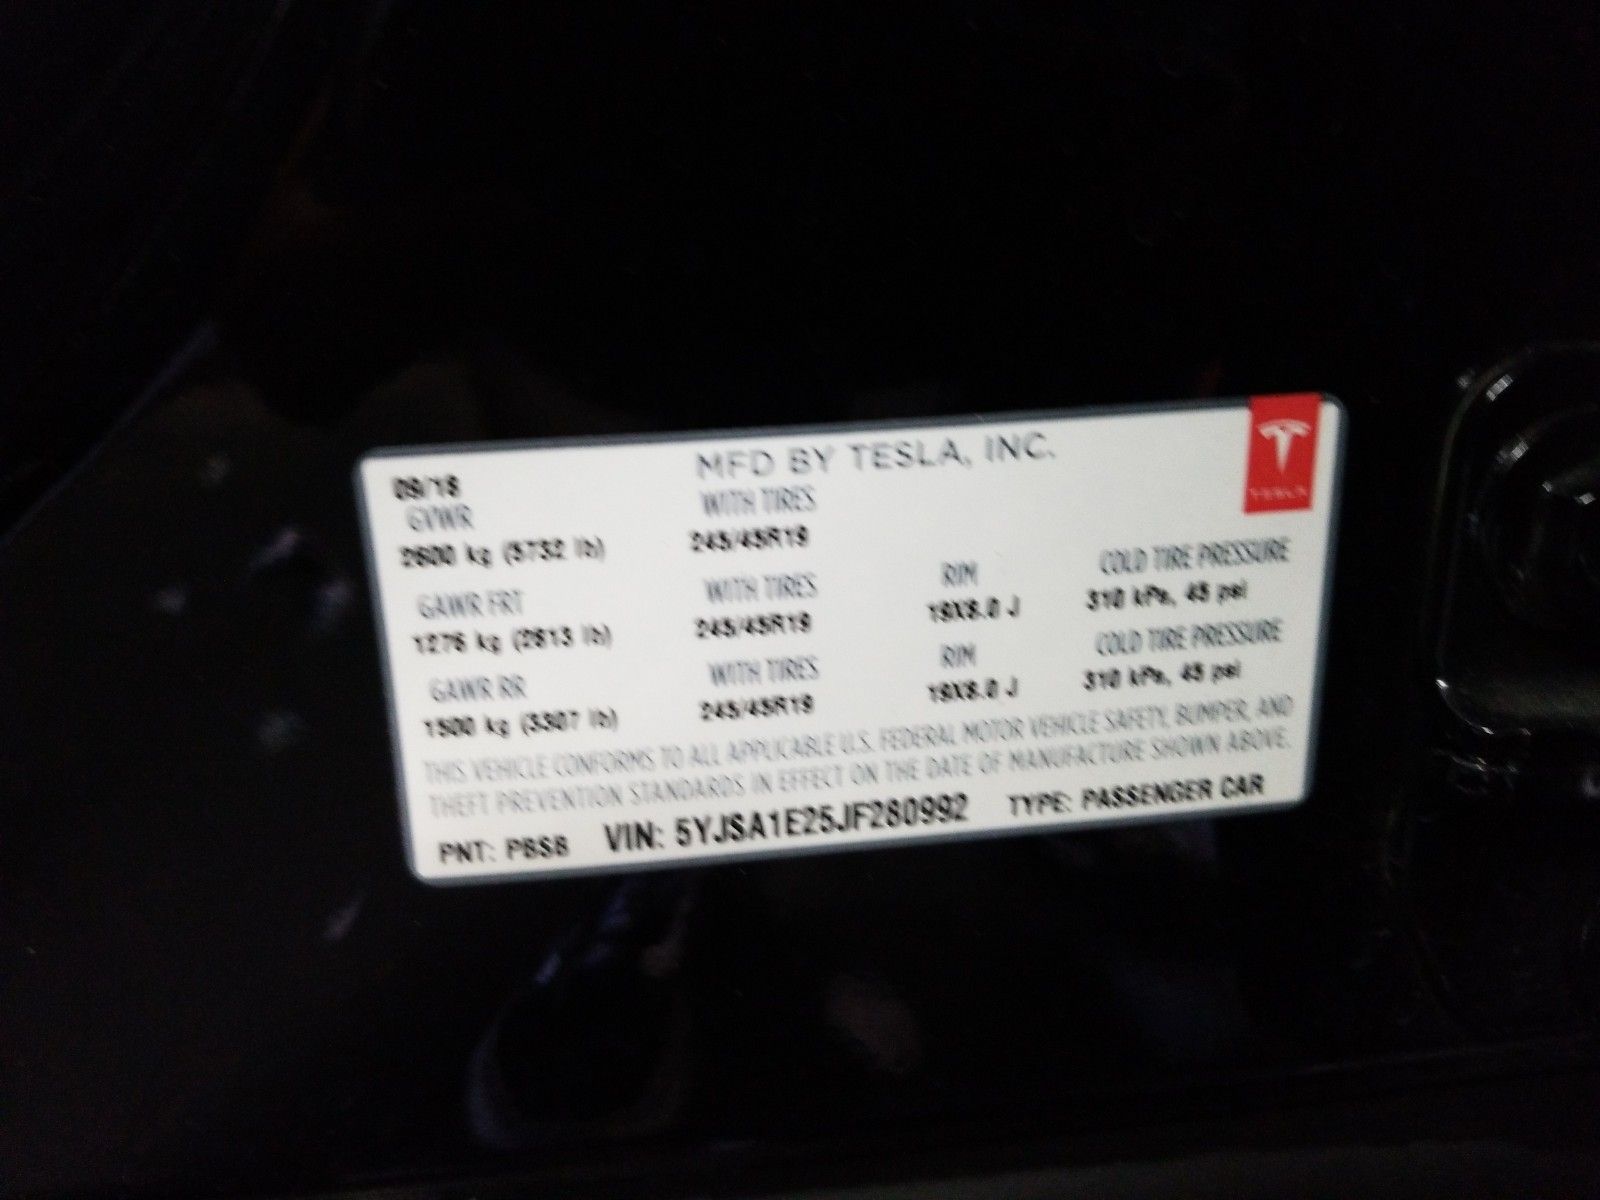 MFD BY TESLA, INC.
TESLA
09/18
GVWR WITH TIRES
2600 kg (5732 lb) 245/45R19
GAWR FRT WITH TIRES RIM COLD TIRE PRESSURE
1276 kg (2813 lb) 245/45R19 19X8.0 J 310 kPa, 45 psi
GAWR RR WITH TIRES RIM COLD TIRE PRESSURE
1500 kg (3307 lb) 245/45R19 19X8.0 J 310 kPa, 45 psi
THIS VEHICLE CONFORMS TO ALL APPLICABLE U.S. FEDERAL MOTOR VEHICLE SAFETY, BUMPER, AND
THEFT PREVENTION STANDARDS IN EFFECT ON THE DATE OF MANUFACTURE SHOWN ABOVE.
PNT: PBSB VIN: 5YJSA1E25JF280992 TYPE: PASSENGER CAR